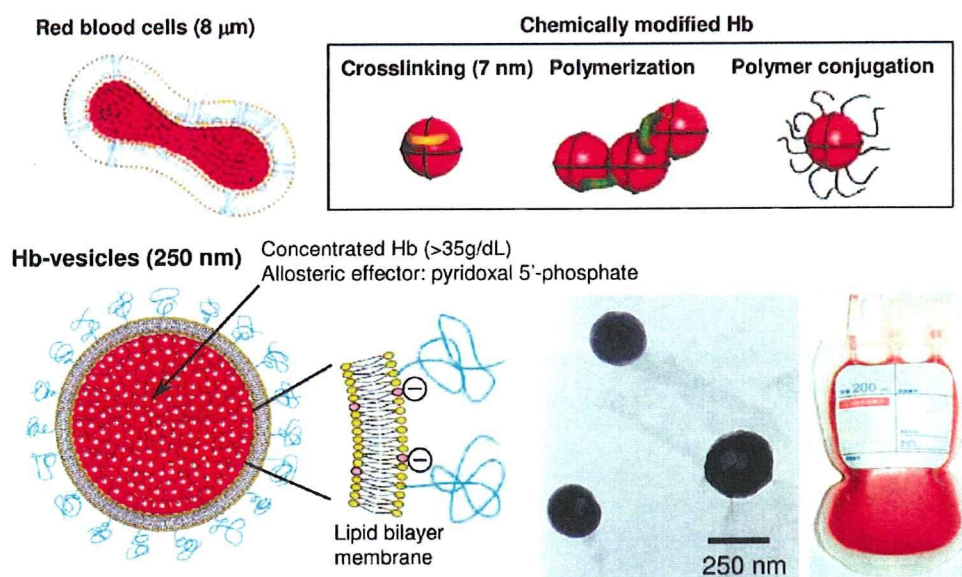 Red blood cells (8 μm)
Chemically modified Hb
Crosslinking (7 nm)
Polymerization
Polymer conjugation
Hb-vesicles (250 nm)
Concentrated Hb (>35g/dL)
Allosteric effector: pyridoxal 5'-phosphate
Lipid bilayer
membrane
250 nm
200